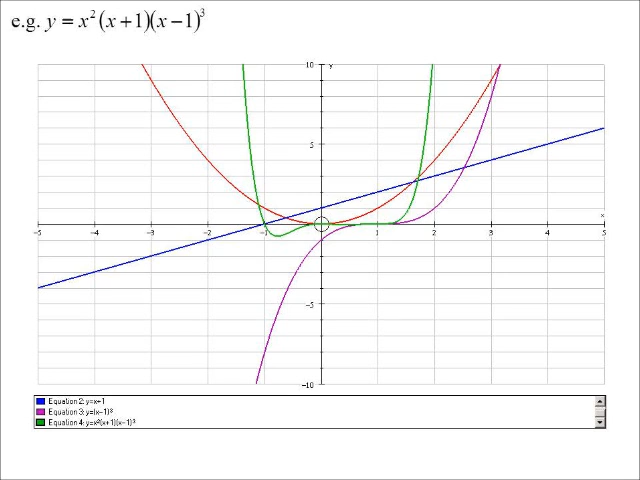 e.g. y = x²(x+1)(x−1)³
10 y
5
x
-5 -4 -3 -2 -1 1 2 3 4 5
-5
-10
Equation 2: y=x+1
Equation 3: y=(x−1)³
Equation 4: y=x²(x+1)(x−1)³